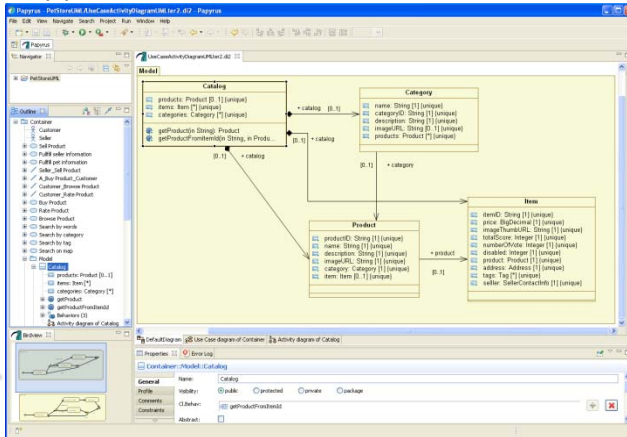 Papyrus - PetStoreUML/UseCaseActivityDiagramUMLter2.di2 - Papyrus
File Edit View Navigate Search Project Run Window Help
Papyrus
Navigator
PetStoreUML
Outline
Container
Customer
Seller
Sell Product
Fulfill seller information
Fulfill pet information
Seller_Sell Product
A_Buy Product_Customer
Customer_Browse Product
Customer_Rate Product
Buy Product
Rate Product
Browse Product
Search by words
Search by category
Search by tag
Search on map
Model
Catalog
products: Product [0..1]
items: Item [*]
categories: Category [*]
getProduct
getProductFromItemId
Behaviors (3)
Activity diagram of Catalog
Birdview
UseCaseActivityDiagramUMLter2.di2
Model
Catalog
products: Product [0..1] {unique}
items: Item [*] {unique}
categories: Category [*] {unique}
getProduct(in String): Product
getProductFromItemId(in String, in Produ...
+ catalog [0..1]
[0..1] + catalog
[0..1] + catalog
Category
name: String [1] {unique}
categoryID: String [1] {unique}
description: String [1] {unique}
imageURL: String [0..1] {unique}
products: Product [*] {unique}
[0..1] + category
Product
productID: String [1] {unique}
name: String [1] {unique}
description: String [1] {unique}
imageURL: String [1] {unique}
category: Category [1] {unique}
item: Item [0..1] {unique}
+ product
[0..1]
Item
itemID: String [1] {unique}
price: BigDecimal [1] {unique}
imageThumbURL: String [1] {unique}
totalScore: Integer [1] {unique}
numberOfVote: Integer [1] {unique}
disabled: Integer [1] {unique}
product: Product [1] {unique}
address: Address [1] {unique}
tags: Tag [*] {unique}
seller: SellerContactInfo [1] {unique}
DefaultDiagram Use Case diagram of Container Activity diagram of Catalog
Properties Error Log
Container::Model::Catalog
General
Profile
Comments
Constraints
Name: Catalog
Visibility: public protected private package
Cl.Behav: getProductFromItemId
Abstract: